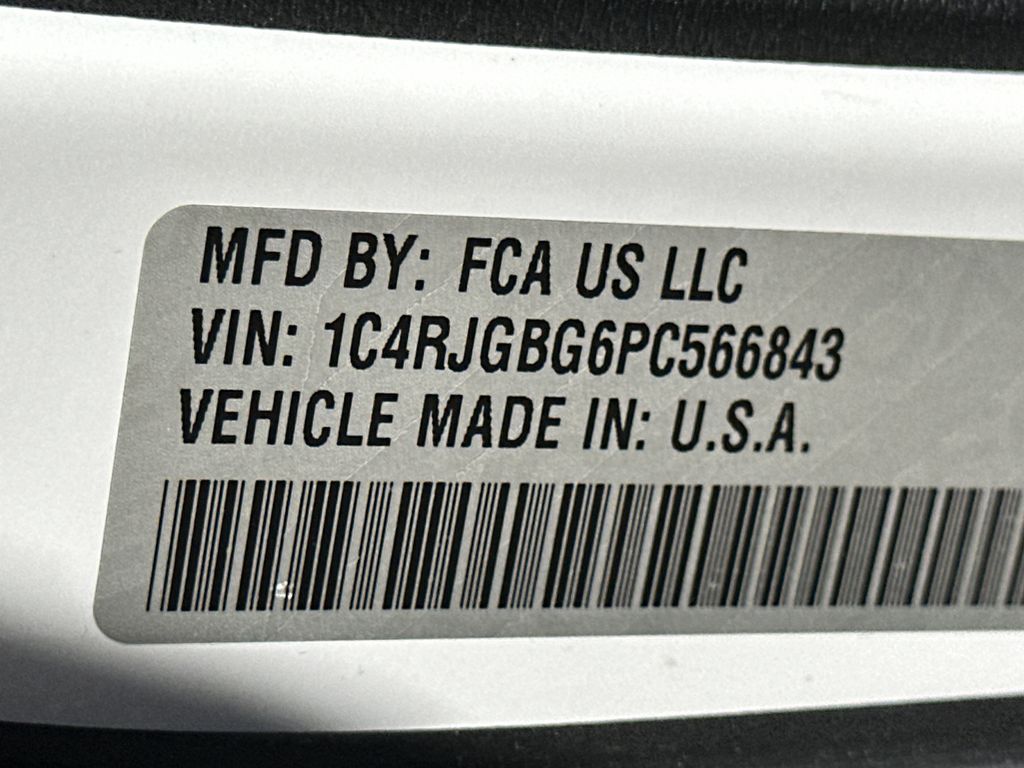 MFD BY: FCA US LLC
VIN: 1C4RJGBG6PC566843
VEHICLE MADE IN: U.S.A.